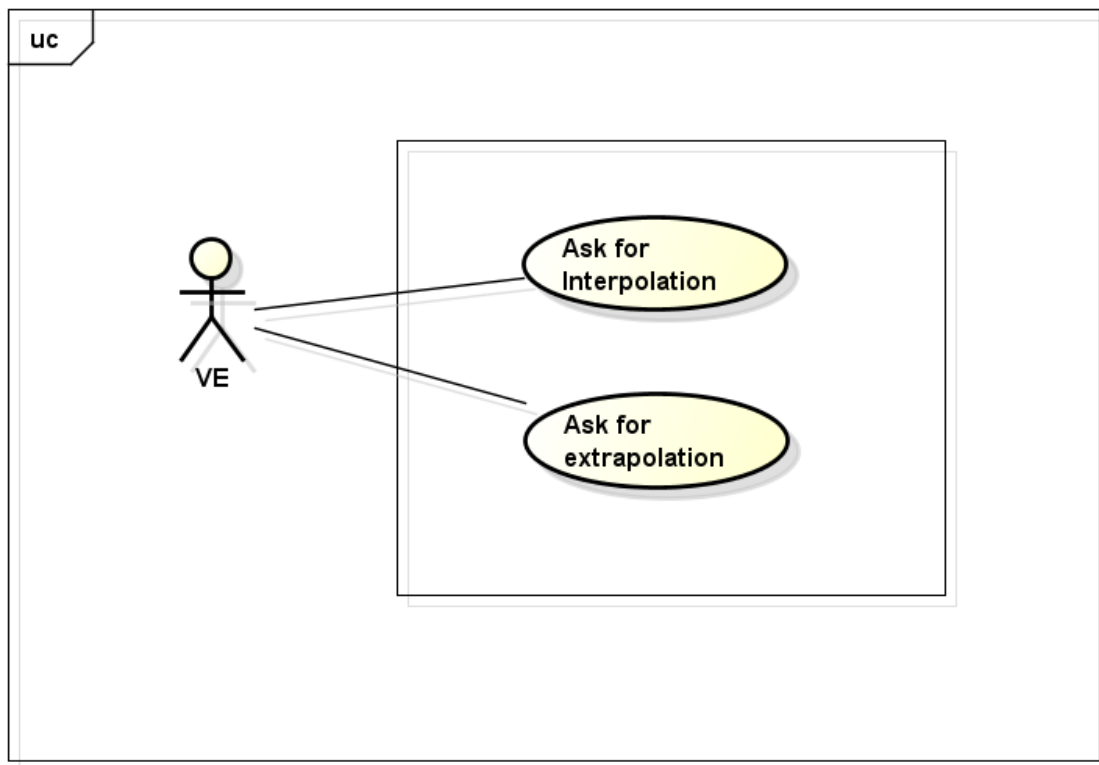 uc
Ask for
Interpolation
VE
Ask for
extrapolation